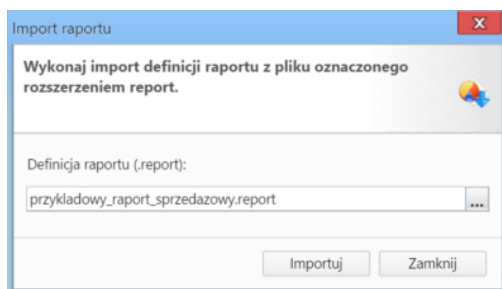 Import raportu
Wykonaj import definicji raportu z pliku oznaczonego
rozszerzeniem report.
Definicja raportu (.report):
przykladowy_raport_sprzedazowy.report
...
Importuj
Zamknij